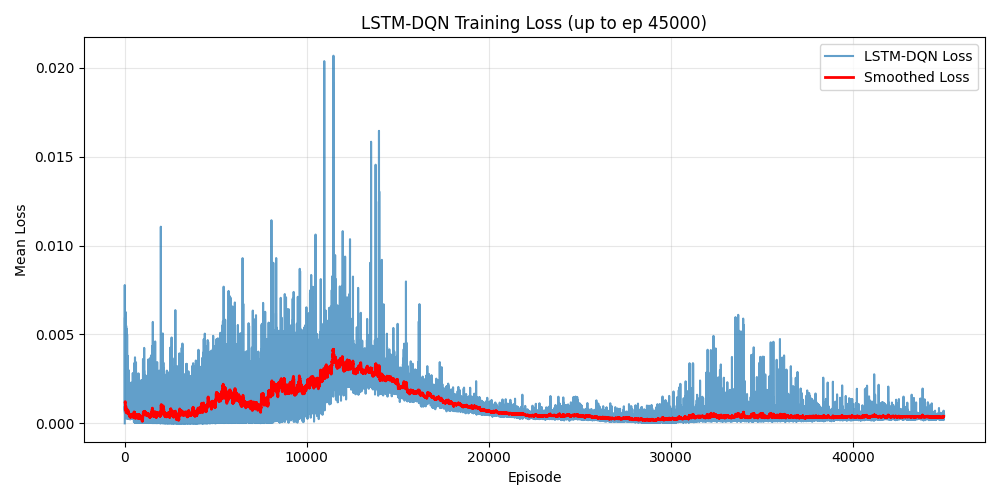 LSTM-DQN Training Loss (up to ep 45000)
LSTM-DQN Loss
Smoothed Loss
Mean Loss
0.020
0.015
0.010
0.005
0.000
0
10000
20000
30000
40000
Episode